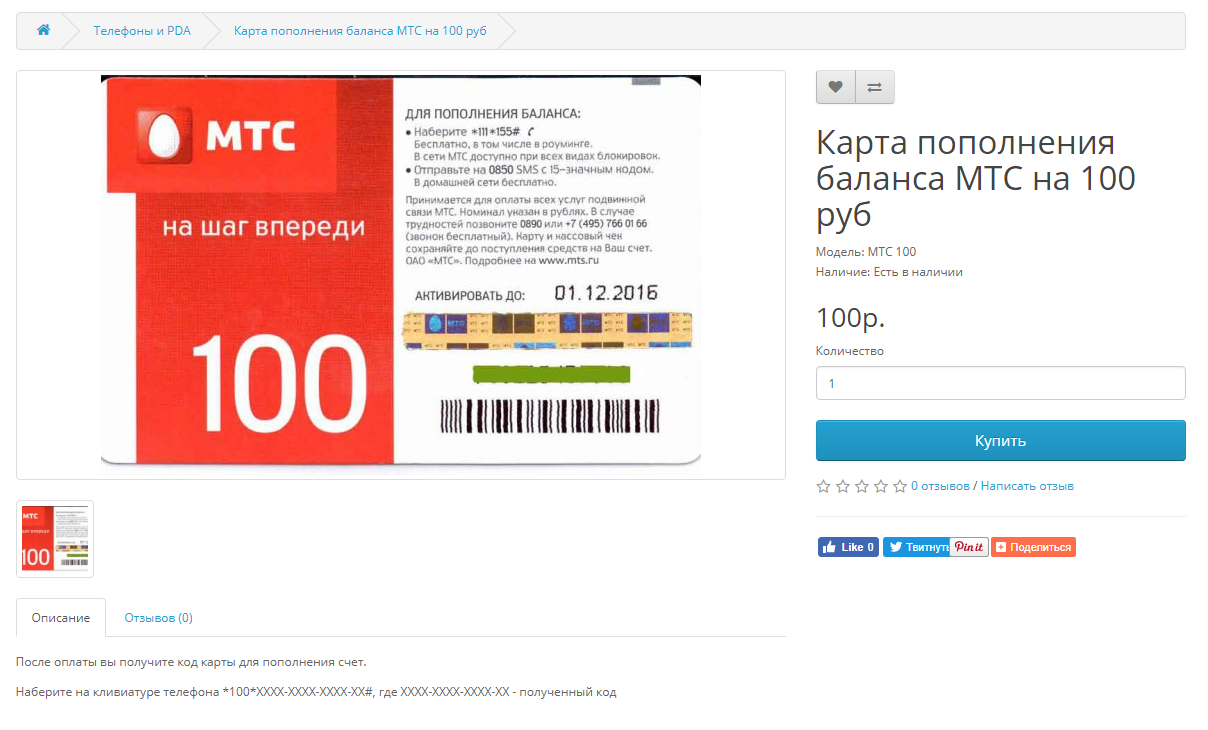 Телефоны и PDA
Карта пополнения баланса МТС на 100 руб
МТС
на шаг впереди
100
ДЛЯ ПОПОЛНЕНИЯ БАЛАНСА:
• Наберите *111*155#
Бесплатно, в том числе в роуминге.
В сети МТС доступно при всех видах блокировок.
• Отправьте на 0850 SMS с 15-значным кодом.
В домашней сети бесплатно.
Принимается для оплаты всех услуг подвинной
связи МТС. Номинал указан в рублях. В случае
трудностей позвоните 0890 или +7 (495) 766 01 66
(звонок бесплатный). Карту и кассовый чек
сохраняйте до поступления средств на Ваш счет.
ОАО «МТС». Подробнее на www.mts.ru
АКТИВИРОВАТЬ ДО: 01.12.2016
Карта пополнения
баланса МТС на 100
руб
Модель: МТС 100
Наличие: Есть в наличии
100р.
Количество
1
Купить
0 отзывов / Написать отзыв
Like 0
Твитнуть
Pin it
Поделиться
МТС
100
Описание
Отзывов (0)
После оплаты вы получите код карты для пополнения счет.
Наберите на кливиатуре телефона *100*XXXX-XXXX-XXXX-XX#, где XXXX-XXXX-XXXX-XX - полученный код